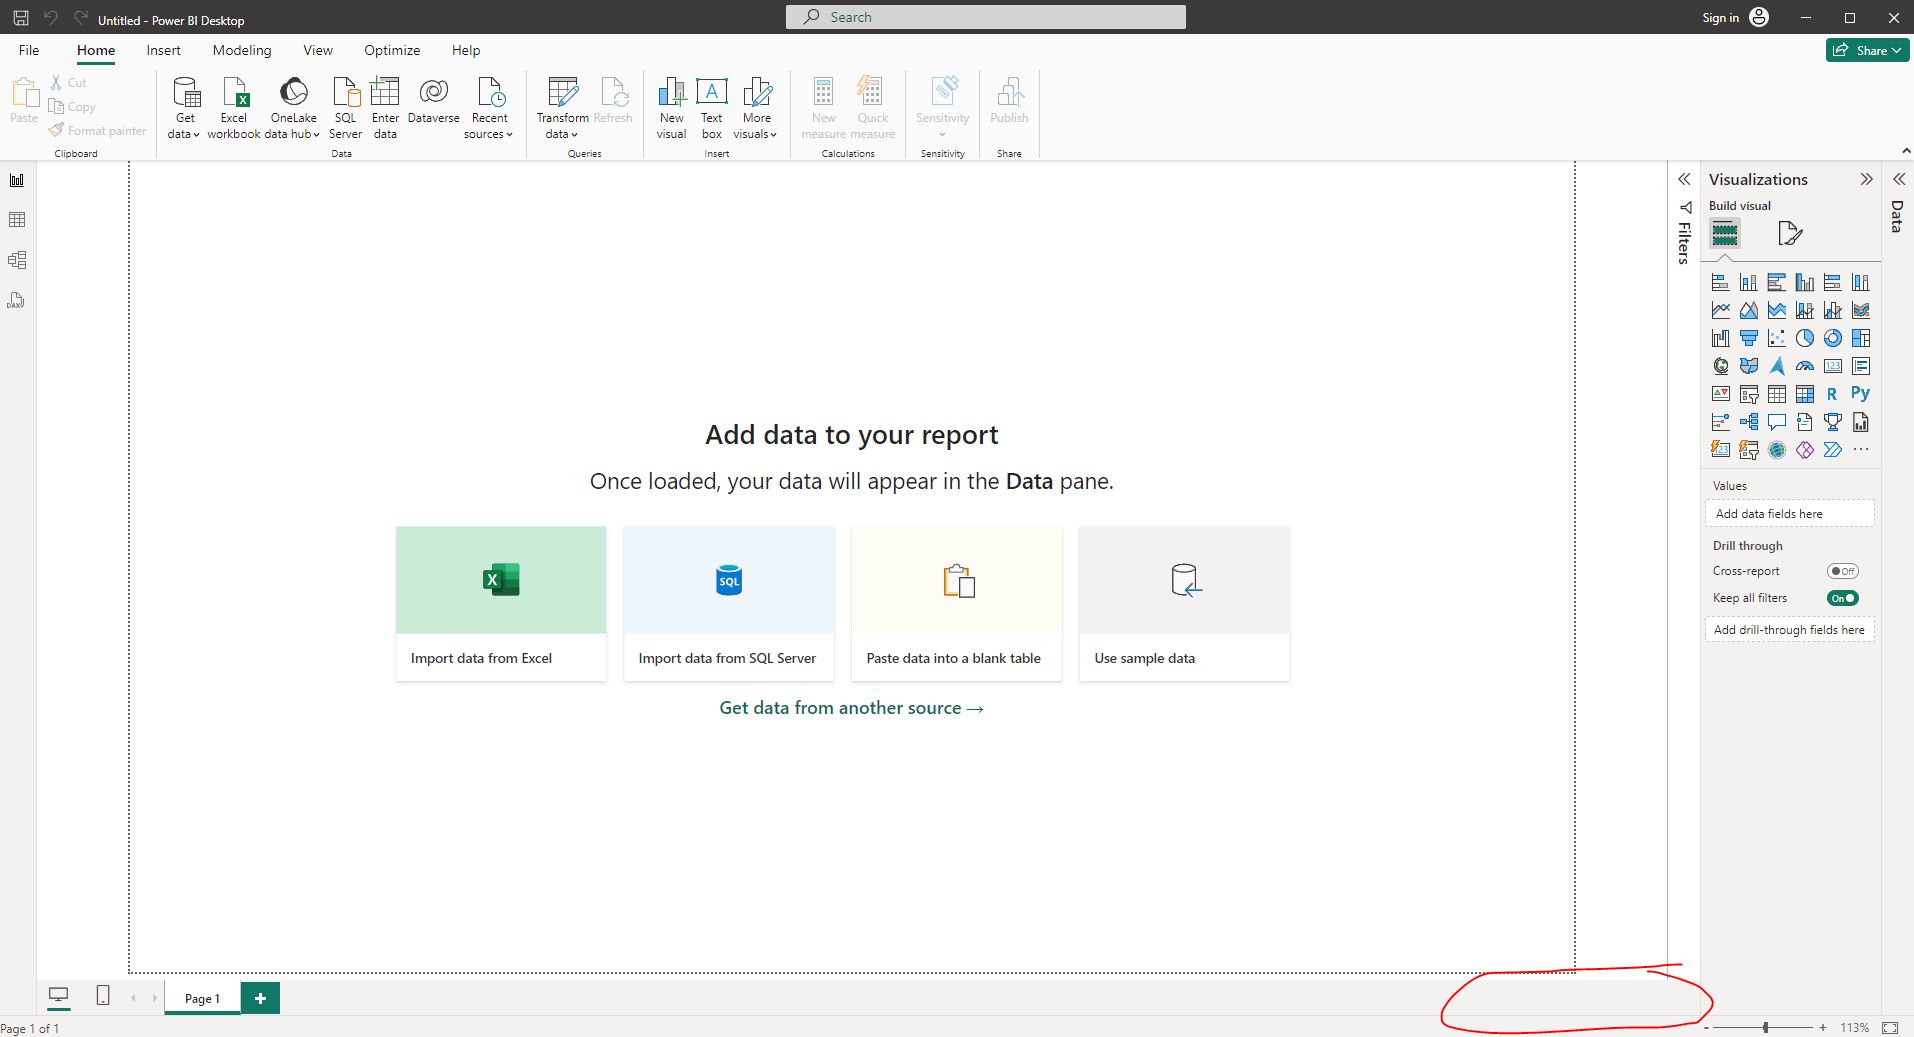 Untitled - Power BI Desktop
Search
Sign in
File Home Insert Modeling View Optimize Help
Share
Paste
Cut
Copy
Format painter
Clipboard
Get data
Excel workbook
OneLake data hub
SQL Server
Enter data
Dataverse
Recent sources
Data
Transform data
Refresh
Queries
New visual
Text box
More visuals
Insert
New measure
Quick measure
Calculations
Sensitivity
Sensitivity
Publish
Share
DAX
Add data to your report
Once loaded, your data will appear in the Data pane.
X
SQL
Import data from Excel
Import data from SQL Server
Paste data into a blank table
Use sample data
Get data from another source →
Filters
Visualizations
Build visual
123
R
Py
123
Values
Add data fields here
Drill through
Cross-report
Off
Keep all filters
On
Add drill-through fields here
Data
Page 1
+
Page 1 of 1
- + 113%